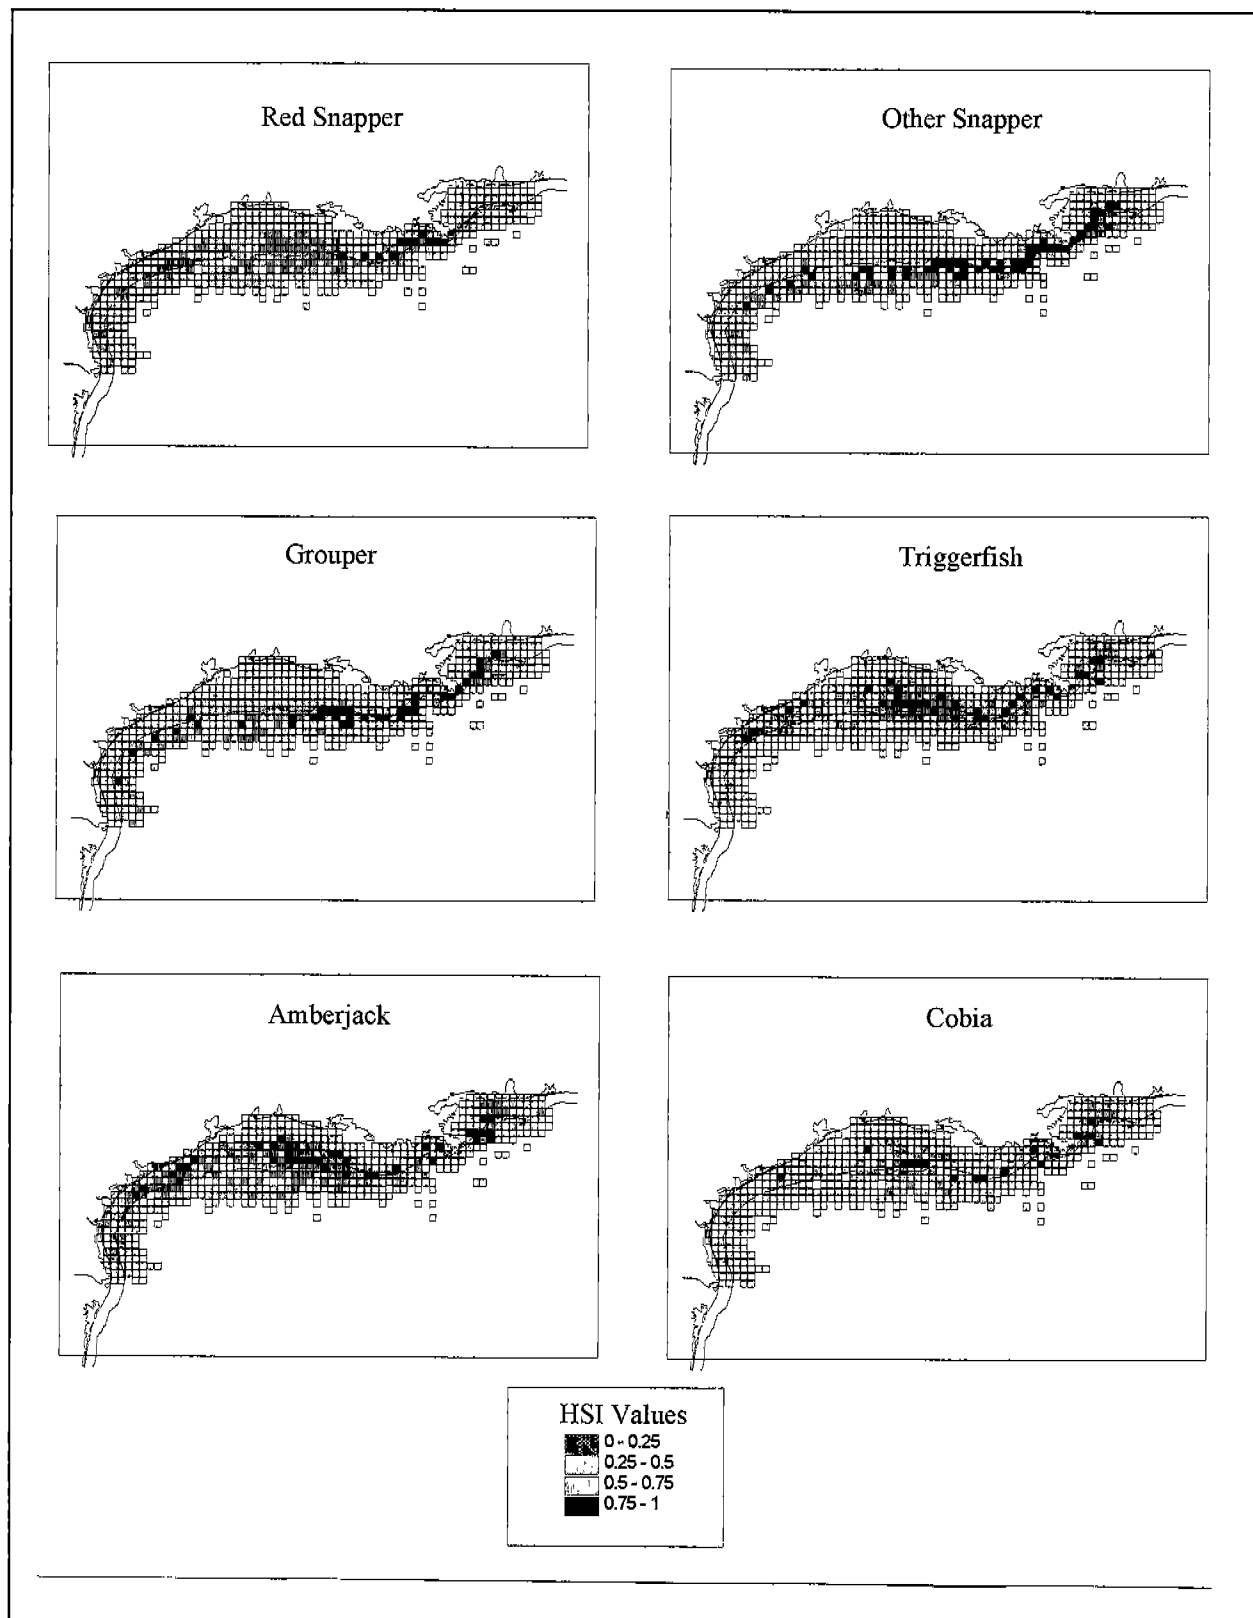 Red Snapper
Other Snapper
Grouper
Triggerfish
Amberjack
Cobia
HSI Values
0 - 0.25
0.25 - 0.5
0.5 - 0.75
0.75 - 1